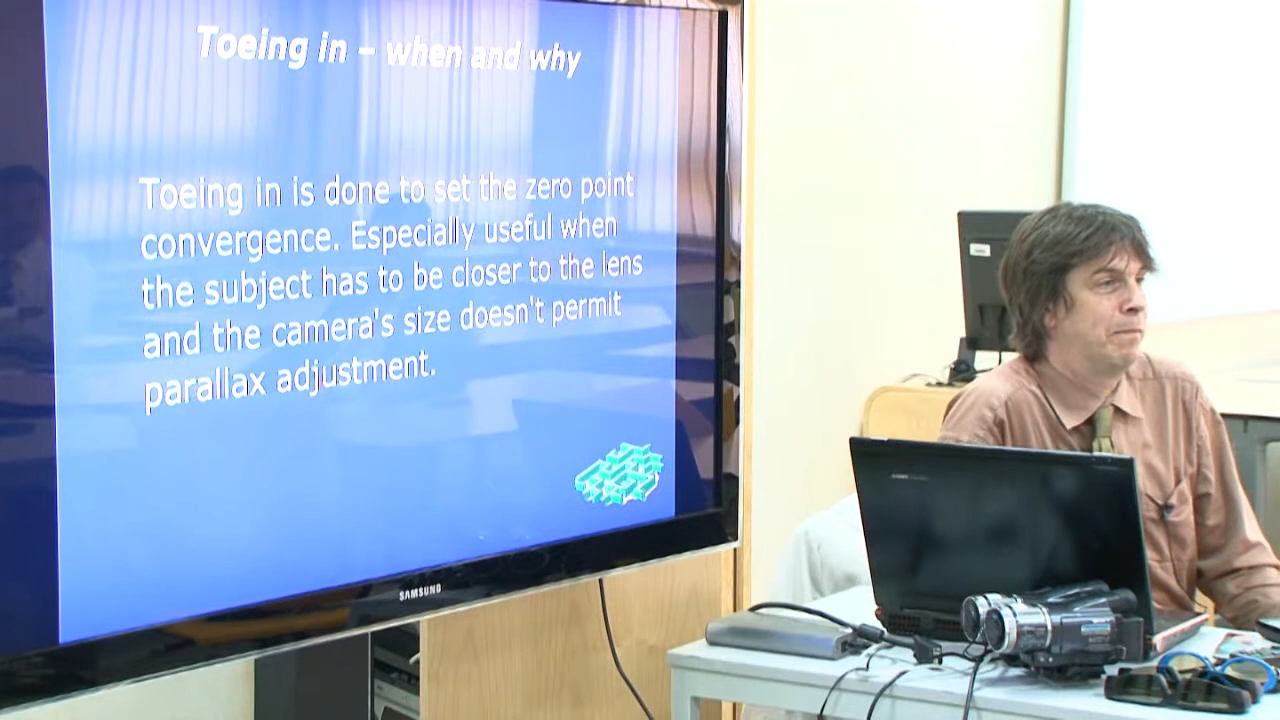 Toeing in – when and why
Toeing in is done to set the zero point
convergence. Especially useful when
the subject has to be closer to the lens
and the camera's size doesn't permit
parallax adjustment.
SAMSUNG